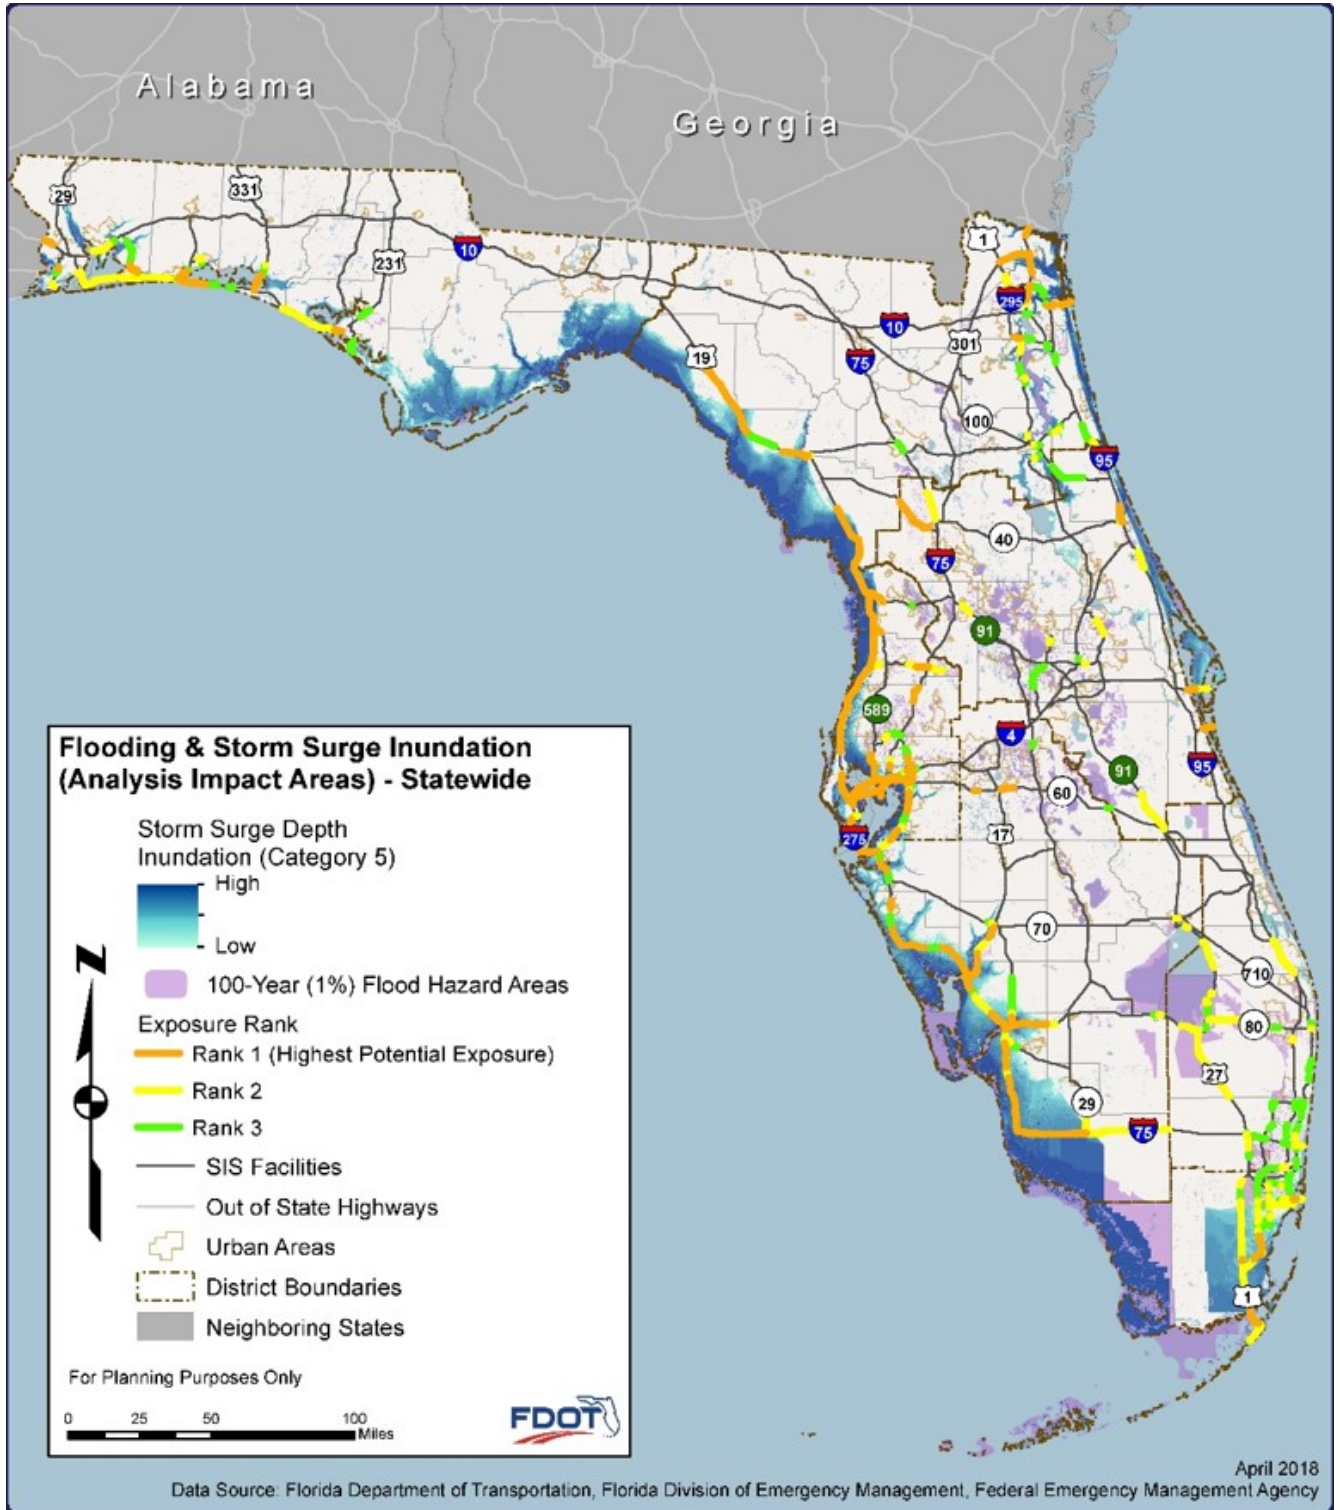 Alabama
Georgia
29
331
231
10
1
295
10
301
75
19
100
95
40
75
91
589
4
91
95
60
275
17
70
710
80
27
29
75
1
Flooding & Storm Surge Inundation
(Analysis Impact Areas) - Statewide
Storm Surge Depth
Inundation (Category 5)
High
Low
100-Year (1%) Flood Hazard Areas
Exposure Rank
Rank 1 (Highest Potential Exposure)
Rank 2
Rank 3
SIS Facilities
Out of State Highways
Urban Areas
District Boundaries
Neighboring States
N
For Planning Purposes Only
0 25 50 100
Miles
FDOT
April 2018
Data Source: Florida Department of Transportation, Florida Division of Emergency Management, Federal Emergency Management Agency